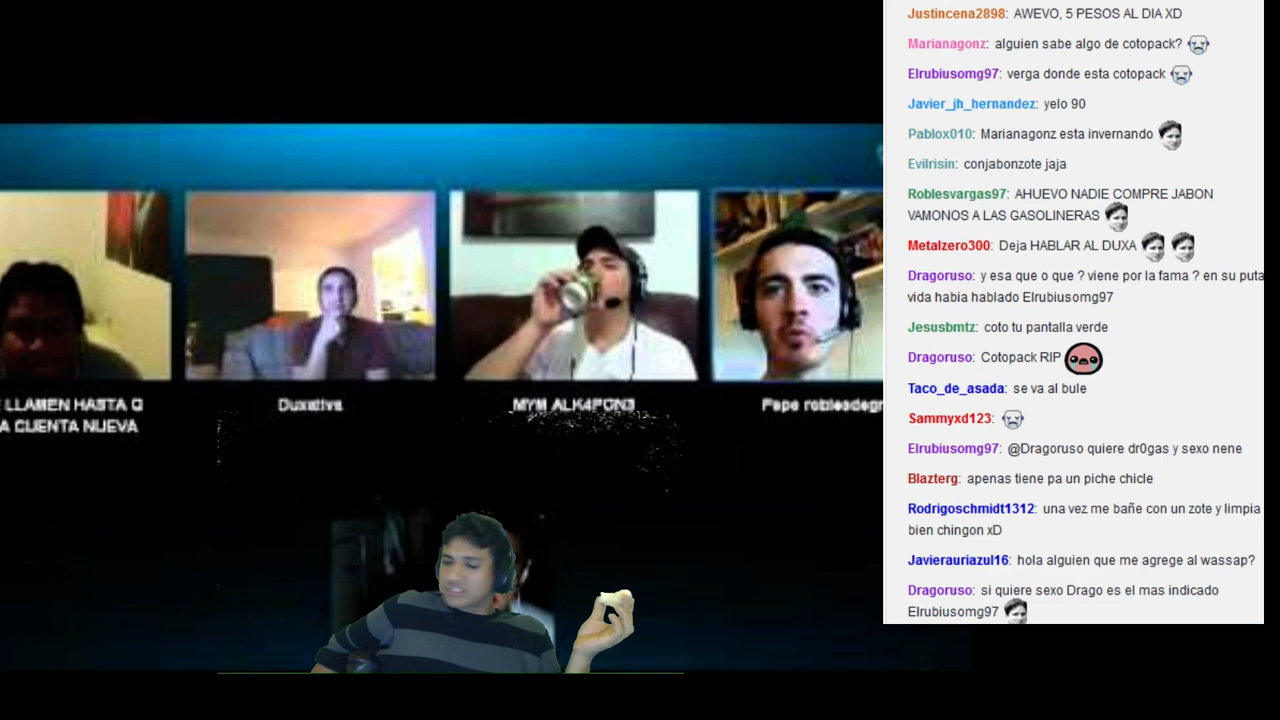 LLAMEN HASTA Q
A CUENTA NUEVA
Duxativa
MYM ALK4PON3
Pepe roblesdegr
Justincena2898: AWEVO, 5 PESOS AL DIA XD
Marianagonz: alguien sabe algo de cotopack?
Elrubiusomg97: verga donde esta cotopack
Javier_jh_hernandez: yelo 90
Pablox010: Marianagonz esta invernando
Evilrisin: conjabonzote jaja
Roblesvargas97: AHUEVO NADIE COMPRE JABON
VAMONOS A LAS GASOLINERAS
Metalzero300: Deja HABLAR AL DUXA
Dragoruso: y esa que o que ? viene por la fama ? en su puta
vida habia hablado Elrubiusomg97
Jesusbmtz: coto tu pantalla verde
Dragoruso: Cotopack RIP
Taco_de_asada: se va al bule
Sammyxd123:
Elrubiusomg97: @Dragoruso quiere dr0gas y sexo nene
Blazterg: apenas tiene pa un piche chicle
Rodrigoschmidt1312: una vez me bañe con un zote y limpia
bien chingon xD
Javierauriazul16: hola alguien que me agrege al wassap?
Dragoruso: si quiere sexo Drago es el mas indicado
Elrubiusomg97